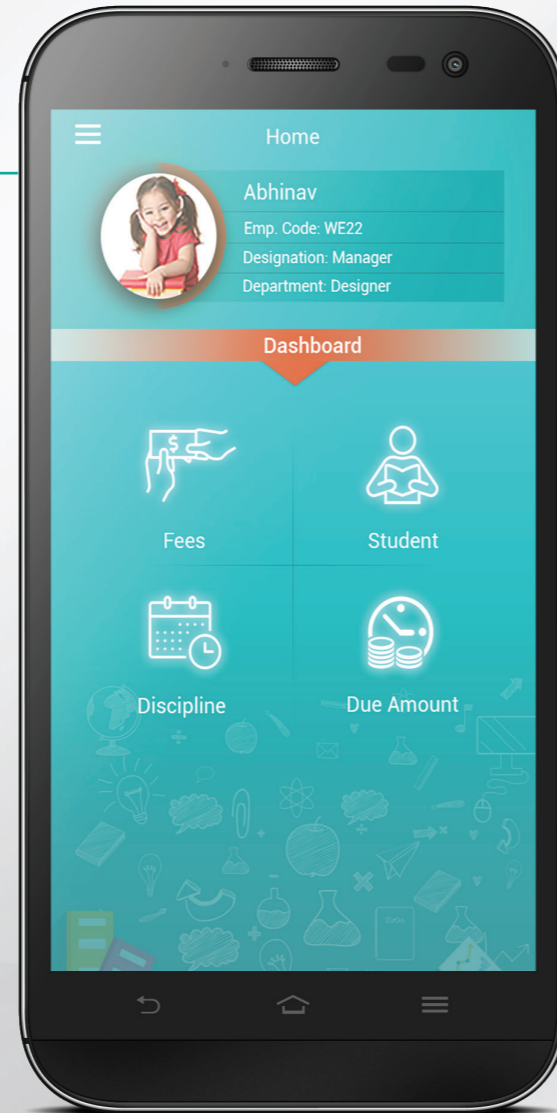 Home
Abhinav
Emp. Code: WE22
Designation: Manager
Department: Designer
Dashboard
$
Fees
Student
Discipline
Due Amount